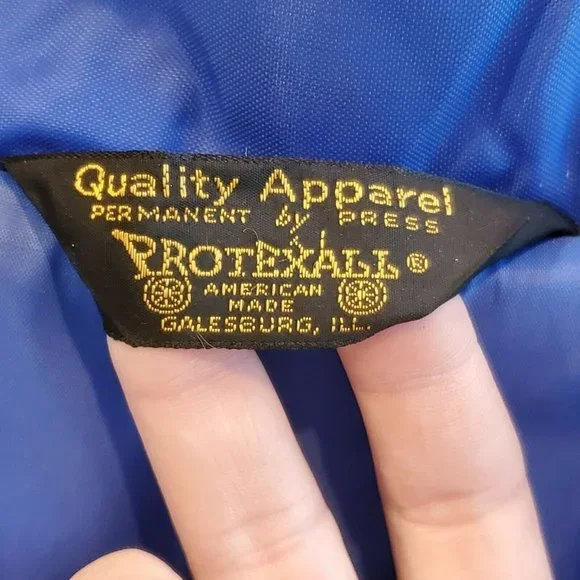 Quality Apparel
PERMANENT by PRESS
PROTEXALL ®
AMERICAN
MADE
GALESBURG, ILL.